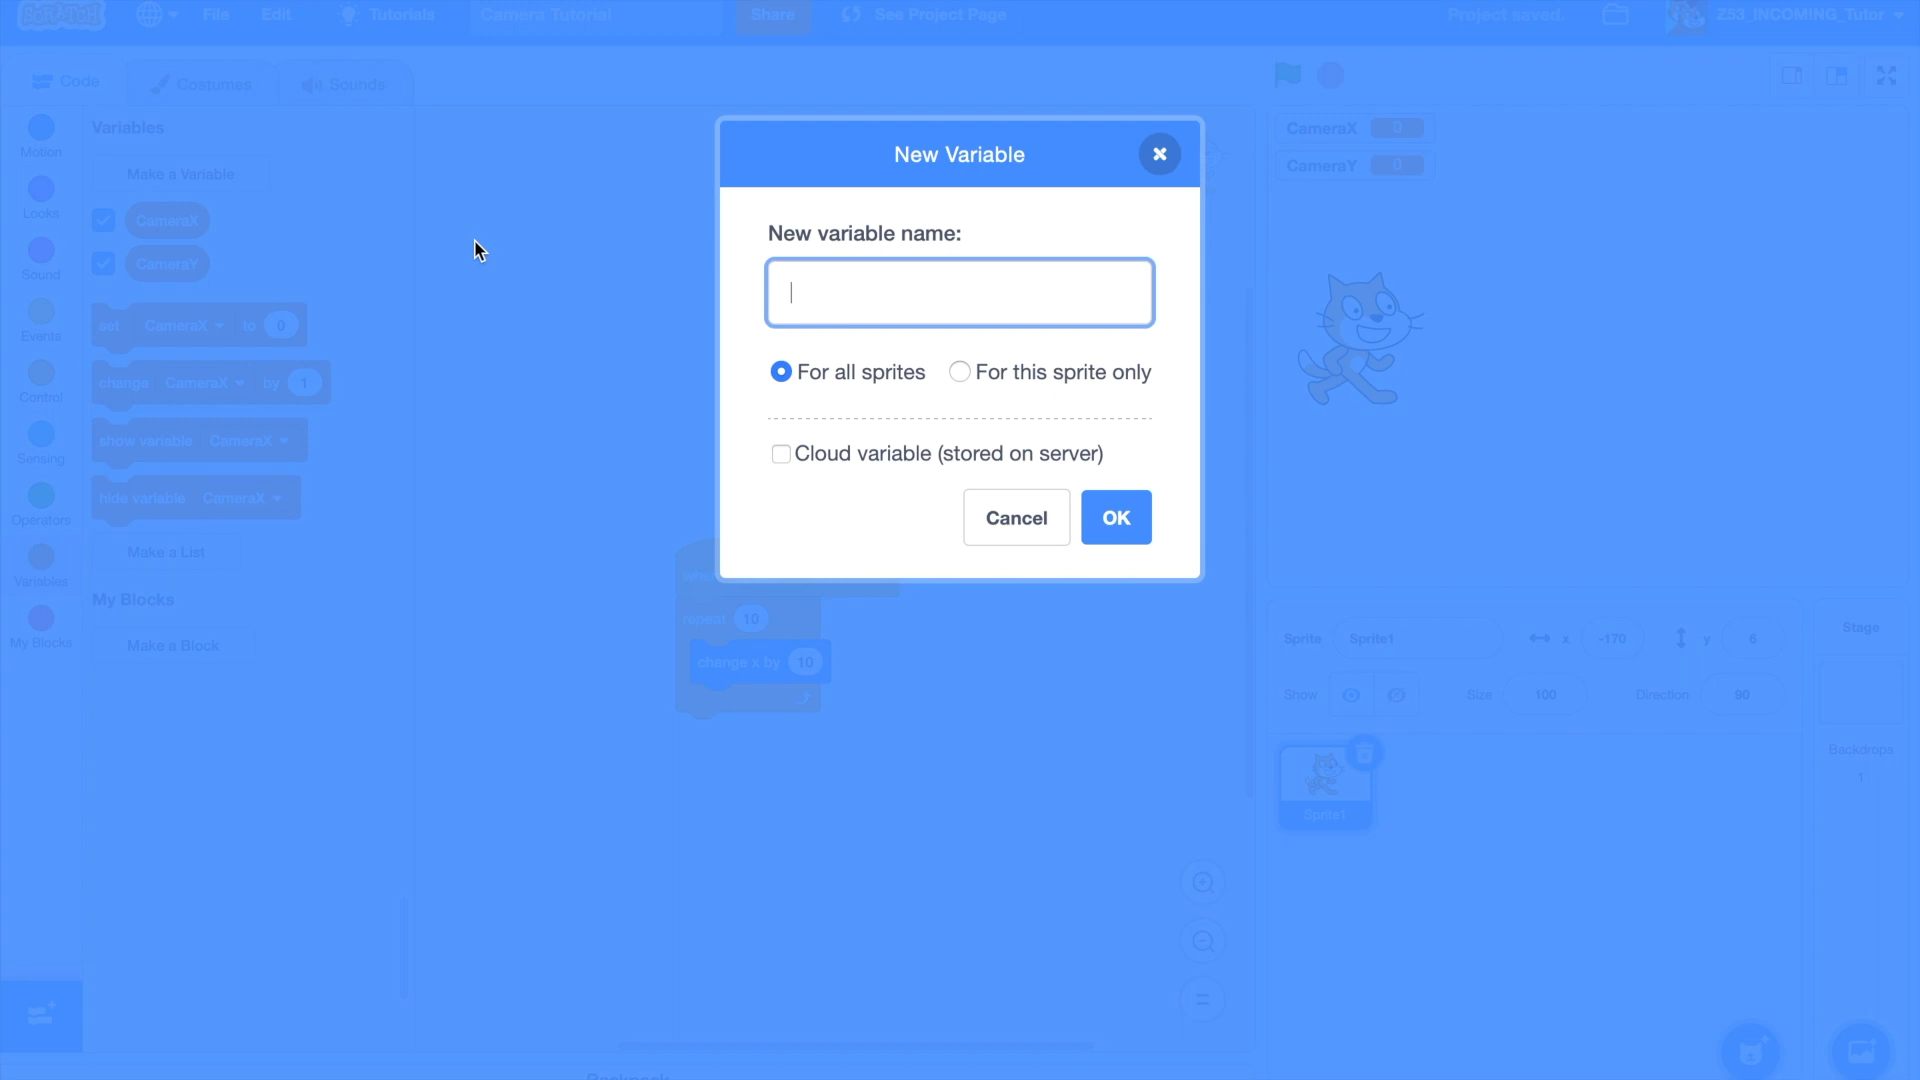 SCRATCH
File Edit Tutorials Camera Tutorial Share See Project Page Project saved. Z53_INCOMING_Tutor
Code Costumes Sounds
Motion
Looks
Sound
Events
Control
Sensing
Operators
Variables
My Blocks
Variables
Make a Variable
CameraX
CameraY
set CameraX to 0
change CameraX by 1
show variable CameraX
hide variable CameraX
Make a List
My Blocks
Make a Block
repeat 10
change x by 10
New Variable
New variable name:
For all sprites For this sprite only
Cloud variable (stored on server)
Cancel OK
CameraX 0
CameraY 0
Sprite Sprite1 x -170 y 6
Show Size 100 Direction 90
Sprite1
Stage
Backdrops
1